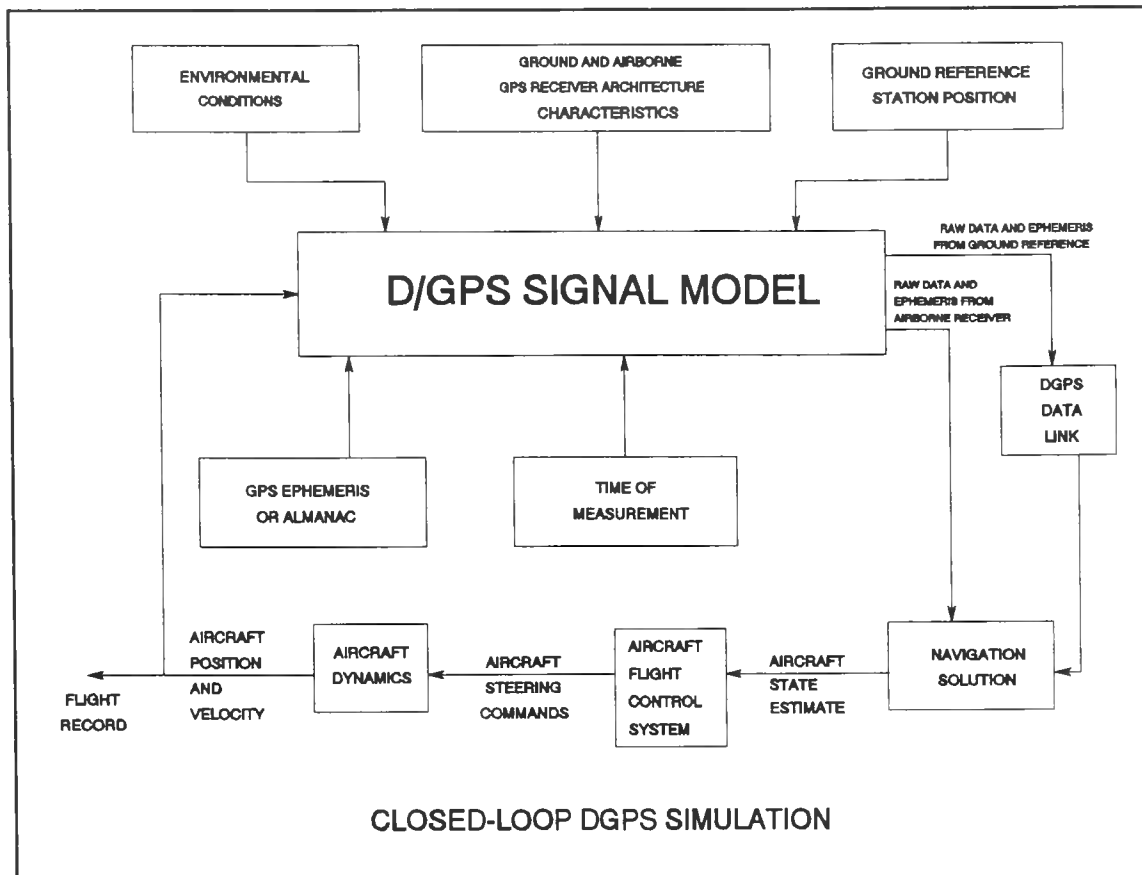 ENVIRONMENTAL
CONDITIONS
GROUND AND AIRBORNE
GPS RECEIVER ARCHITECTURE
CHARACTERISTICS
GROUND REFERENCE
STATION POSITION
RAW DATA AND EPHEMERIS
FROM GROUND REFERENCE
D/GPS SIGNAL MODEL
RAW DATA AND
EPHEMERIS FROM
AIRBORNE RECEIVER
DGPS
DATA
LINK
GPS EPHEMERIS
OR ALMANAC
TIME OF
MEASUREMENT
FLIGHT
RECORD
AIRCRAFT
POSITION
AND
VELOCITY
AIRCRAFT
DYNAMICS
AIRCRAFT
STEERING
COMMANDS
AIRCRAFT
FLIGHT
CONTROL
SYSTEM
AIRCRAFT
STATE
ESTIMATE
NAVIGATION
SOLUTION
CLOSED-LOOP DGPS SIMULATION